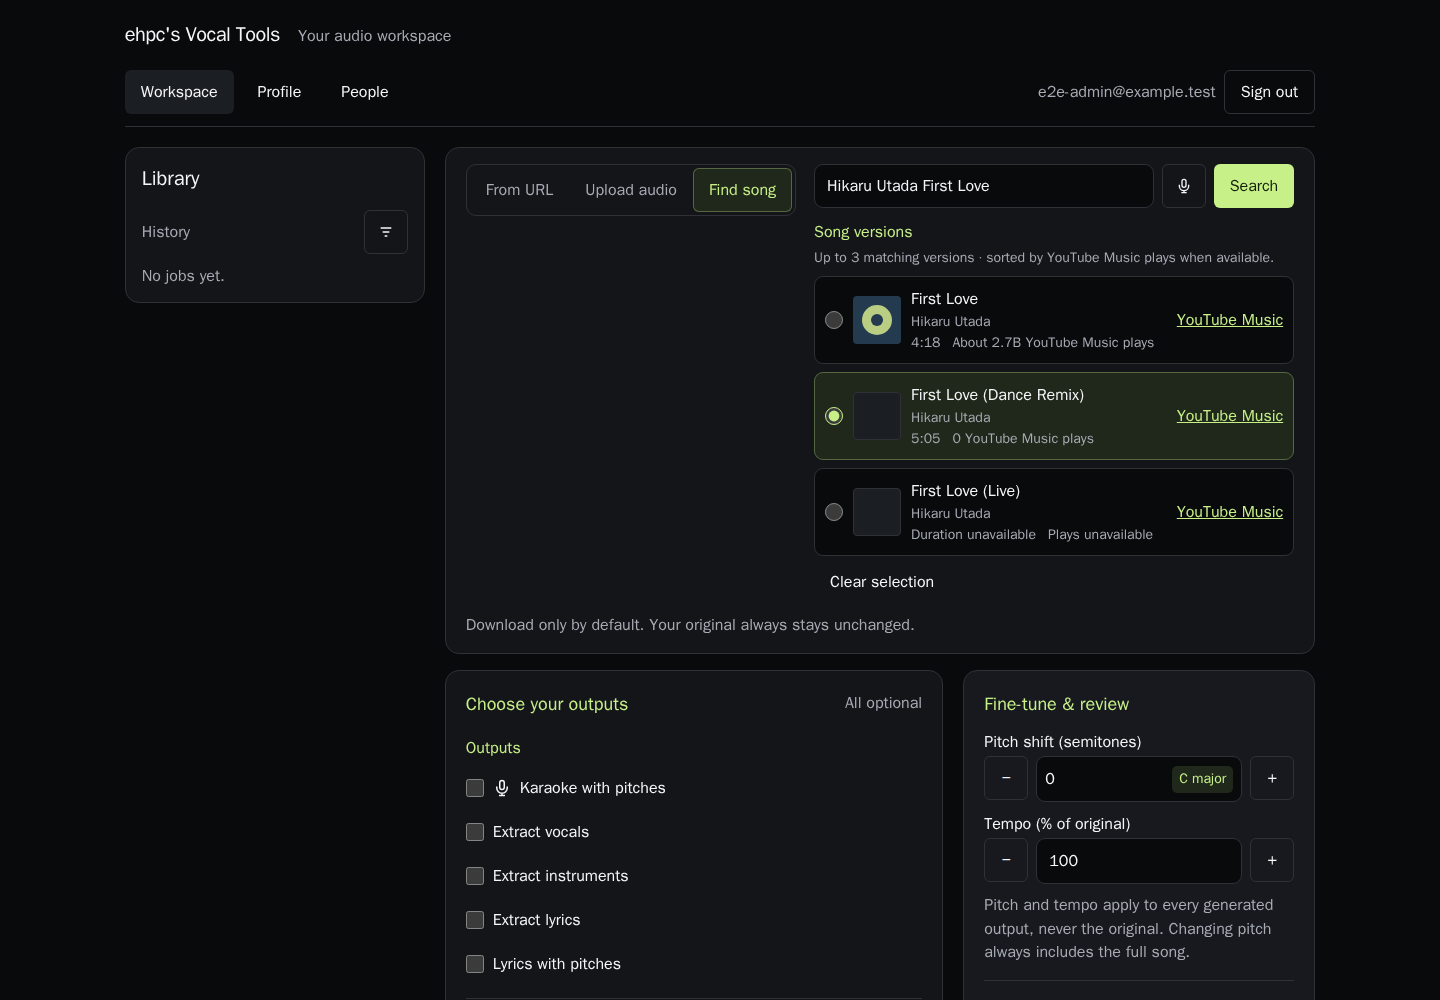 ehpc's Vocal Tools
Your audio workspace
Workspace
Profile
People
e2e-admin@example.test
Sign out
Library
History
No jobs yet.
From URL
Upload audio
Find song
Hikaru Utada First Love
Search
Song versions
Up to 3 matching versions · sorted by YouTube Music plays when available.
First Love
Hikaru Utada
4:18 About 2.7B YouTube Music plays
YouTube Music
First Love (Dance Remix)
Hikaru Utada
5:05 0 YouTube Music plays
YouTube Music
First Love (Live)
Hikaru Utada
Duration unavailable Plays unavailable
YouTube Music
Clear selection
Download only by default. Your original always stays unchanged.
Choose your outputs
All optional
Outputs
Karaoke with pitches
Extract vocals
Extract instruments
Extract lyrics
Lyrics with pitches
Fine-tune & review
Pitch shift (semitones)
− 0 C major +
Tempo (% of original)
− 100 +
Pitch and tempo apply to every generated
output, never the original. Changing pitch
always includes the full song.